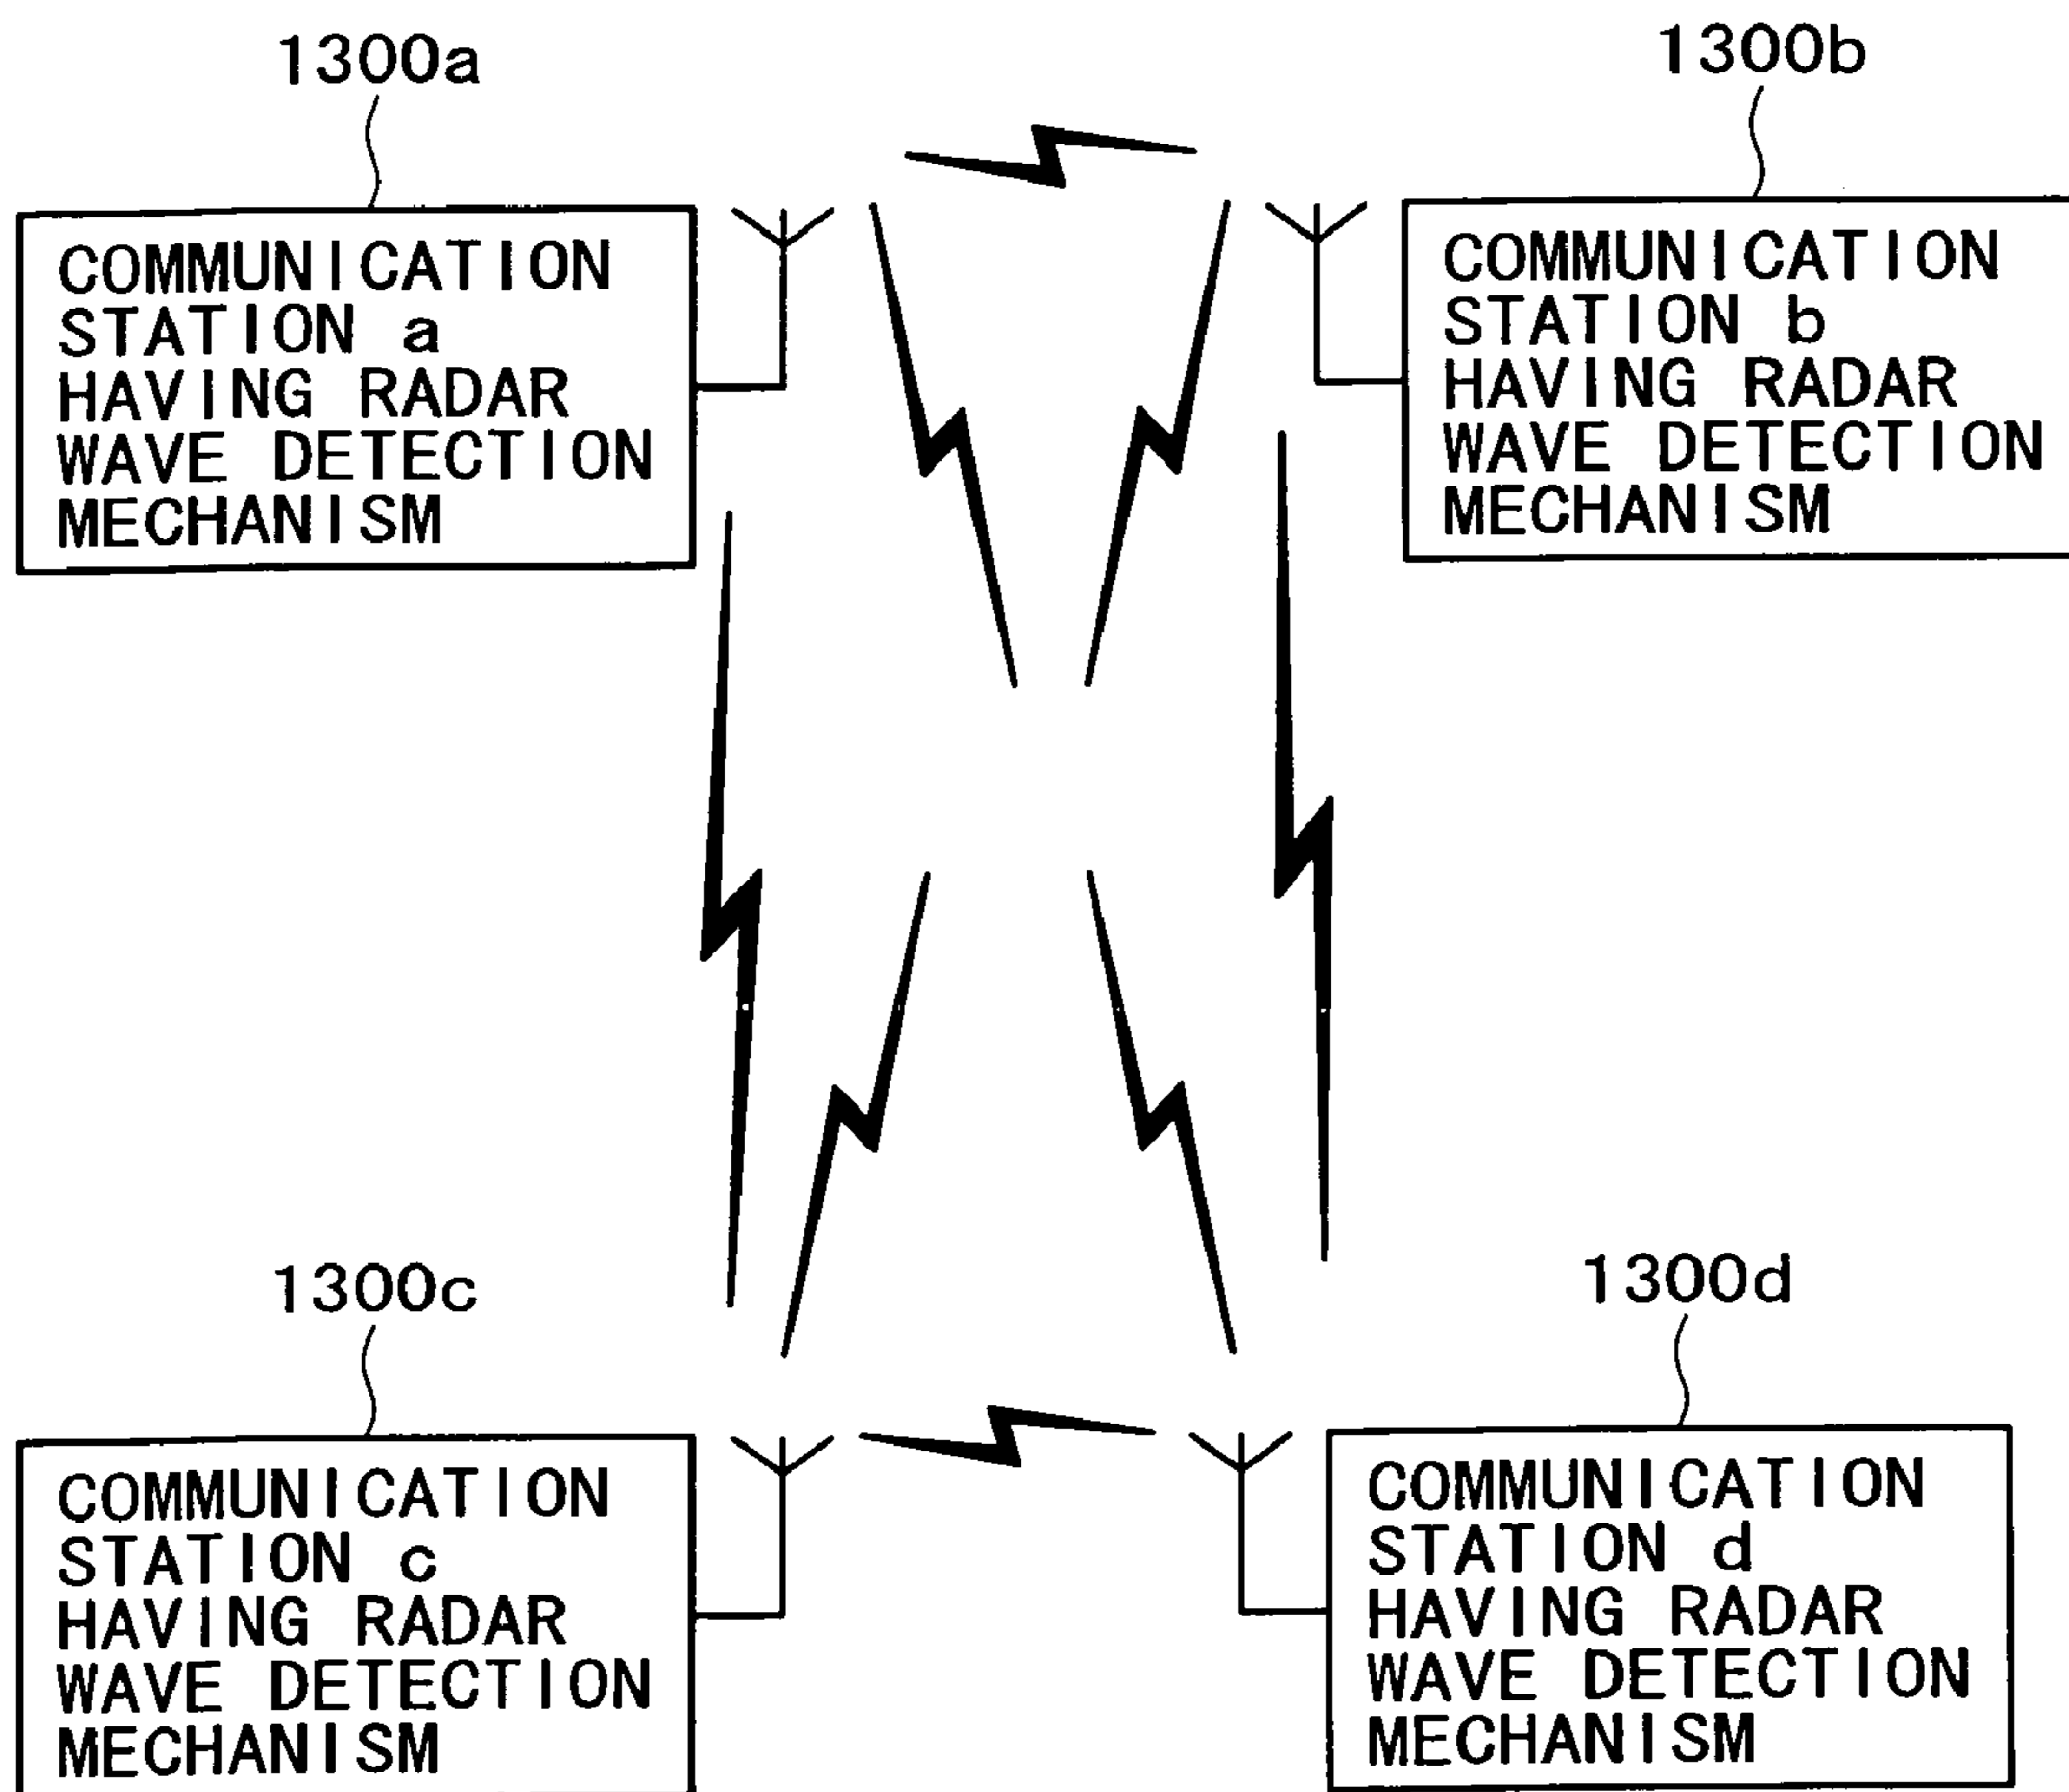 1300a
1300b
COMMUNICATION
STATION a
HAVING RADAR
WAVE DETECTION
MECHANISM
COMMUNICATION
STATION b
HAVING RADAR
WAVE DETECTION
MECHANISM
1300c
1300d
COMMUNICATION
STATION c
HAVING RADAR
WAVE DETECTION
MECHANISM
COMMUNICATION
STATION d
HAVING RADAR
WAVE DETECTION
MECHANISM